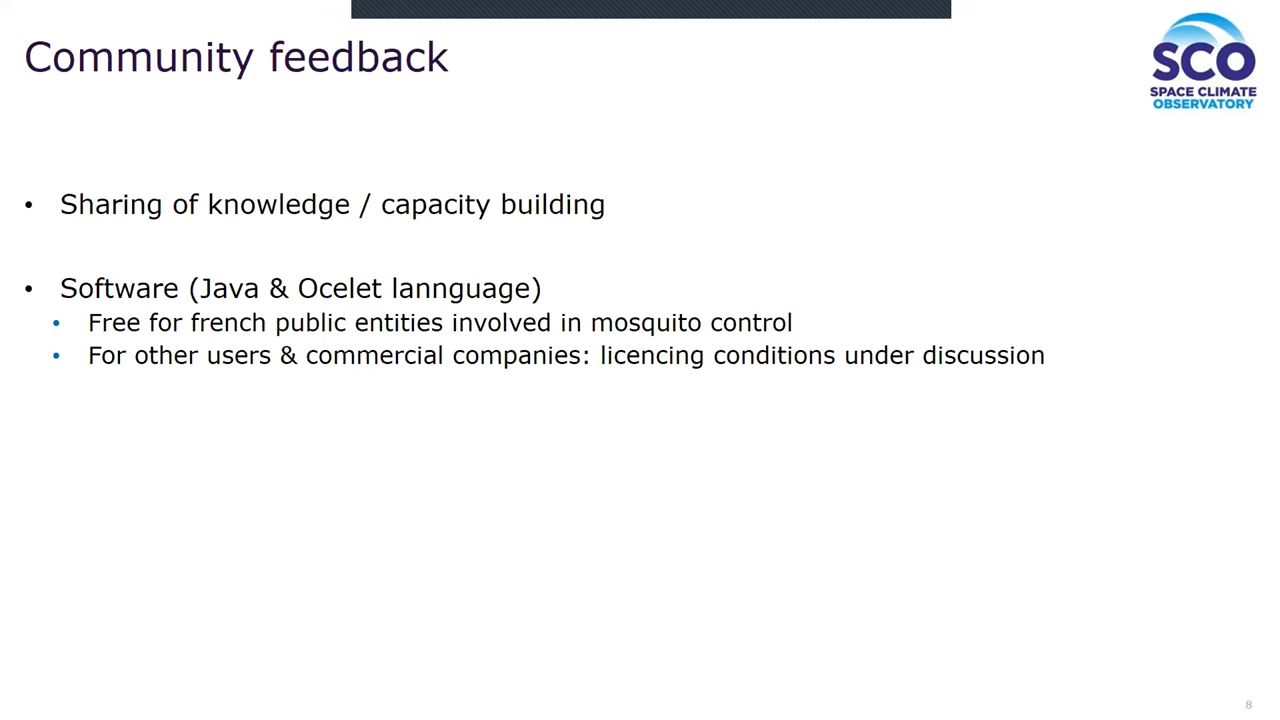 Community feedback
SCO
SPACE CLIMATE
OBSERVATORY
• Sharing of knowledge / capacity building
• Software (Java & Ocelet lannguage)
• Free for french public entities involved in mosquito control
• For other users & commercial companies: licencing conditions under discussion
8